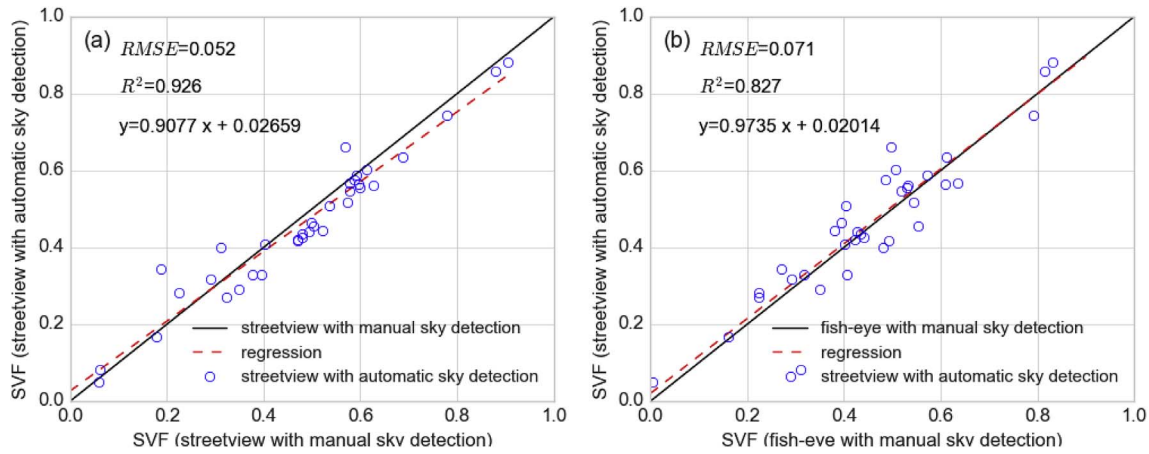 (a)
RMSE=0.052
R²=0.926
y=0.9077 x + 0.02659
streetview with manual sky detection
regression
streetview with automatic sky detection
SVF (streetview with automatic sky detection)
1.0
0.8
0.6
0.4
0.2
0.0
0.0 0.2 0.4 0.6 0.8 1.0
SVF (streetview with manual sky detection)
(b)
RMSE=0.071
R²=0.827
y=0.9735 x + 0.02014
fish-eye with manual sky detection
regression
streetview with automatic sky detection
SVF (streetview with automatic sky detection)
1.0
0.8
0.6
0.4
0.2
0.0
0.0 0.2 0.4 0.6 0.8 1.0
SVF (fish-eye with manual sky detection)